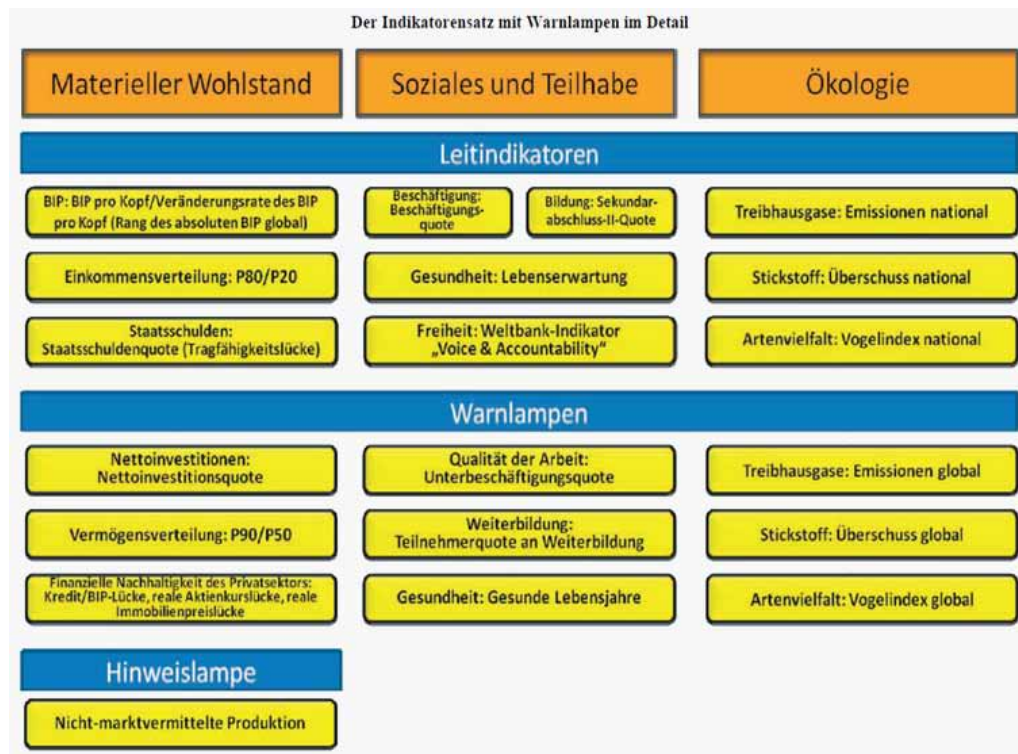 Der Indikatorensatz mit Warnlampen im Detail
Materieller Wohlstand
Soziales und Teilhabe
Ökologie
Leitindikatoren
BIP: BIP pro Kopf/Veränderungsrate des BIP
pro Kopf (Rang des absoluten BIP global)
Beschäftigung:
Beschäftigungs-
quote
Bildung: Sekundar-
abschluss-II-Quote
Treibhausgase: Emissionen national
Einkommensverteilung: P80/P20
Gesundheit: Lebenserwartung
Stickstoff: Überschuss national
Staatsschulden:
Staatsschuldenquote (Tragfähigkeitslücke)
Freiheit: Weltbank-Indikator
„Voice & Accountability“
Artenvielfalt: Vogelindex national
Warnlampen
Nettoinvestitionen:
Nettoinvestitionsquote
Qualität der Arbeit:
Unterbeschäftigungsquote
Treibhausgase: Emissionen global
Vermögensverteilung: P90/P50
Weiterbildung:
Teilnehmerquote an Weiterbildung
Stickstoff: Überschuss global
Finanzielle Nachhaltigkeit des Privatsektors:
Kredit/BIP-Lücke, reale Aktienkurslücke, reale
Immobilienpreislücke
Gesundheit: Gesunde Lebensjahre
Artenvielfalt: Vogelindex global
Hinweislampe
Nicht-marktvermittelte Produktion